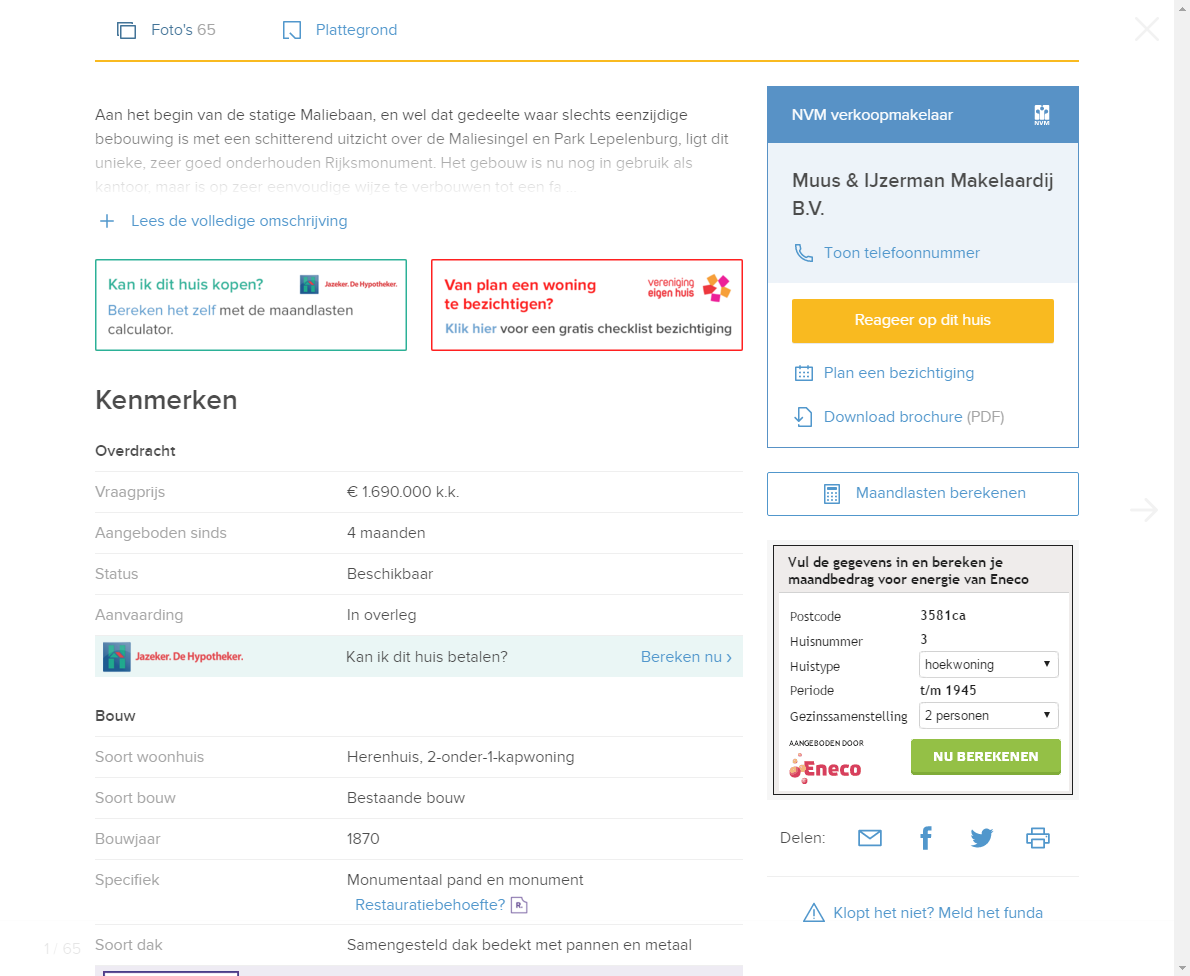 Foto's 65
Plattegrond
Aan het begin van de statige Maliebaan, en wel dat gedeelte waar slechts eenzijdige
bebouwing is met een schitterend uitzicht over de Maliesingel en Park Lepelenburg, ligt dit
unieke, zeer goed onderhouden Rijksmonument. Het gebouw is nu nog in gebruik als
kantoor, maar is op zeer eenvoudige wijze te verbouwen tot een fa ...
Lees de volledige omschrijving
Kan ik dit huis kopen?
Jazeker. De Hypotheker.
Bereken het zelf met de maandlasten
calculator.
Van plan een woning
te bezichtigen?
vereniging
eigen huis
Klik hier voor een gratis checklist bezichtiging
Kenmerken
Overdracht
Vraagprijs € 1.690.000 k.k.
Aangeboden sinds 4 maanden
Status Beschikbaar
Aanvaarding In overleg
Jazeker. De Hypotheker. Kan ik dit huis betalen? Bereken nu ›
Bouw
Soort woonhuis Herenhuis, 2-onder-1-kapwoning
Soort bouw Bestaande bouw
Bouwjaar 1870
Specifiek Monumentaal pand en monument
Restauratiebehoefte? R.
Soort dak Samengesteld dak bedekt met pannen en metaal
1 / 65
NVM verkoopmakelaar
NVM
Muus & IJzerman Makelaardij
B.V.
Toon telefoonnummer
Reageer op dit huis
Plan een bezichtiging
Download brochure (PDF)
Maandlasten berekenen
Vul de gegevens in en bereken je
maandbedrag voor energie van Eneco
Postcode 3581ca
Huisnummer 3
Huistype hoekwoning
Periode t/m 1945
Gezinssamenstelling 2 personen
AANGEBODEN DOOR
Eneco
NU BEREKENEN
Delen:
Klopt het niet? Meld het funda